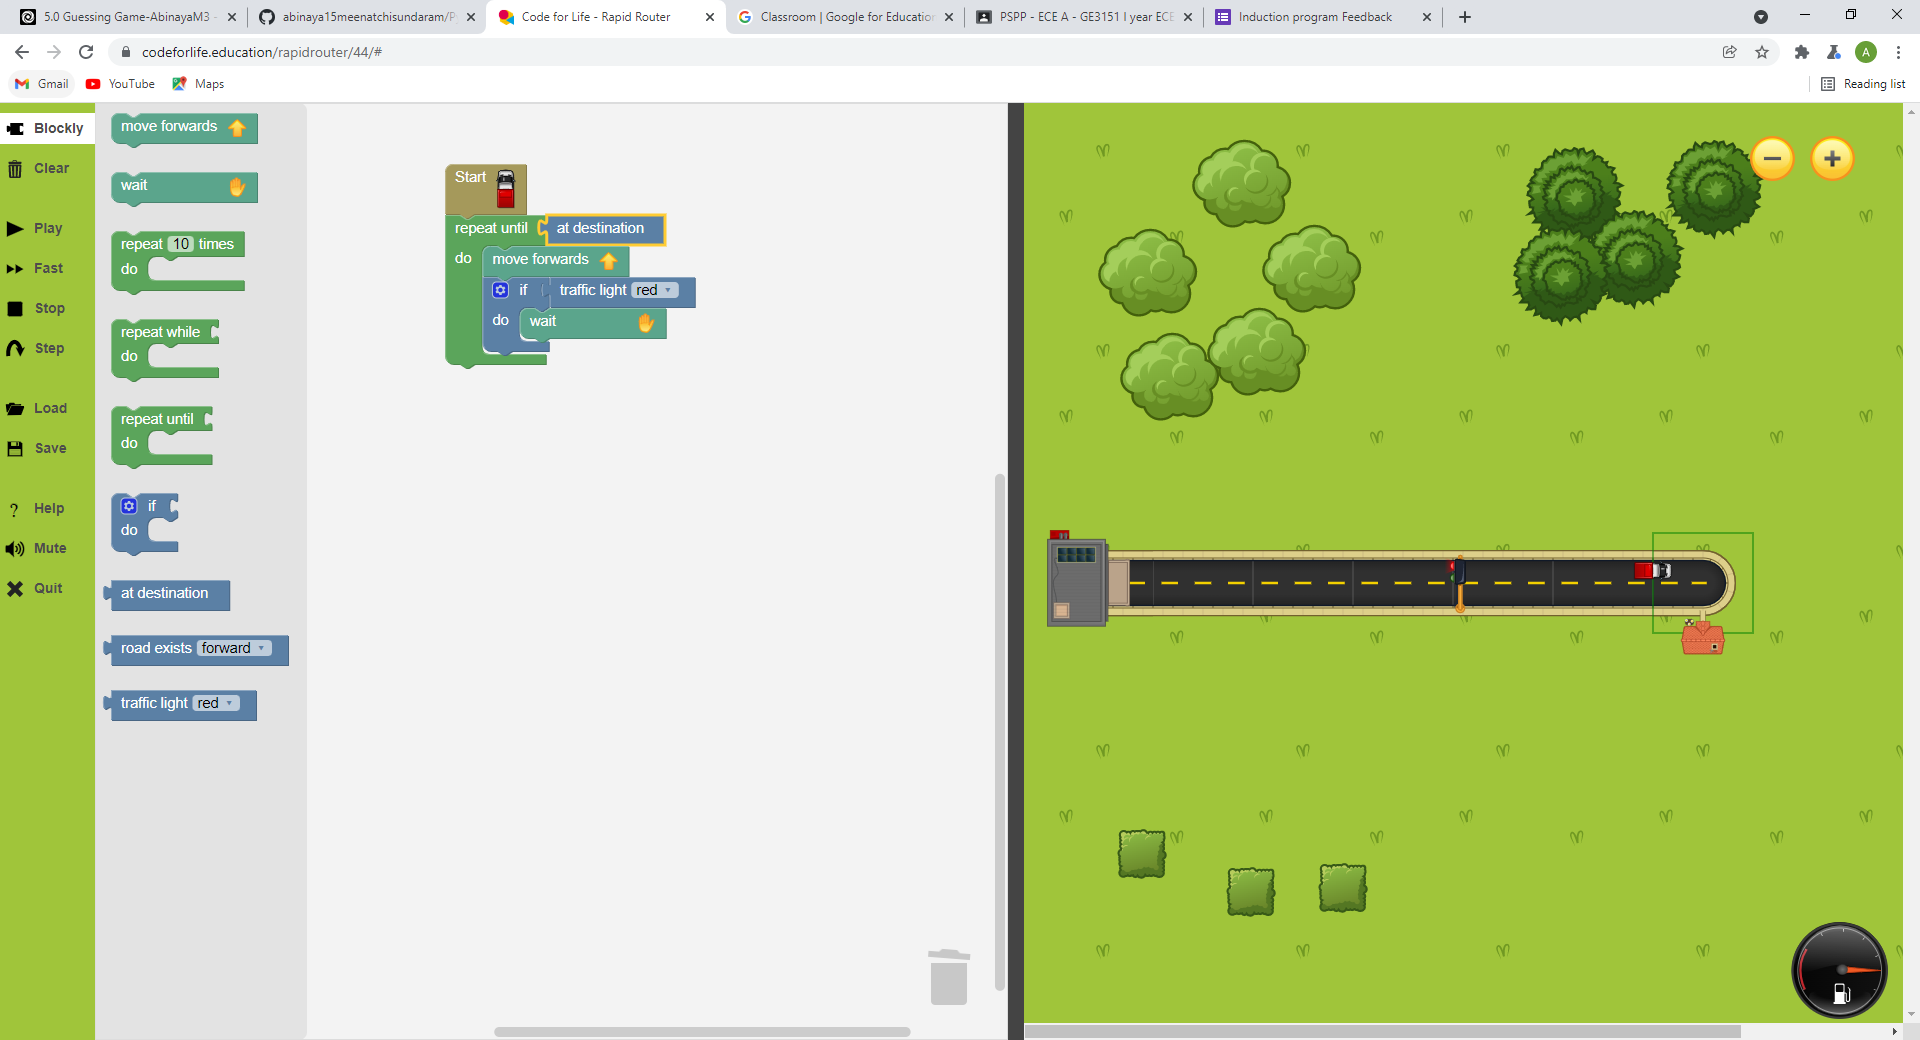 5.0 Guessing Game-AbinayaM3 -
abinaya15meenatchisundaram/P
Code for Life - Rapid Router
Classroom | Google for Education
PSPP - ECE A - GE3151 I year ECE
Induction program Feedback
codeforlife.education/rapidrouter/44/#
A
Gmail
YouTube
Maps
Reading list
Blockly
Clear
Play
Fast
Stop
Step
Load
Save
Help
Mute
Quit
move forwards
wait
repeat 10 times
do
repeat while
do
repeat until
do
if
do
at destination
road exists forward
traffic light red
Start
repeat until at destination
do move forwards
if traffic light red
do wait